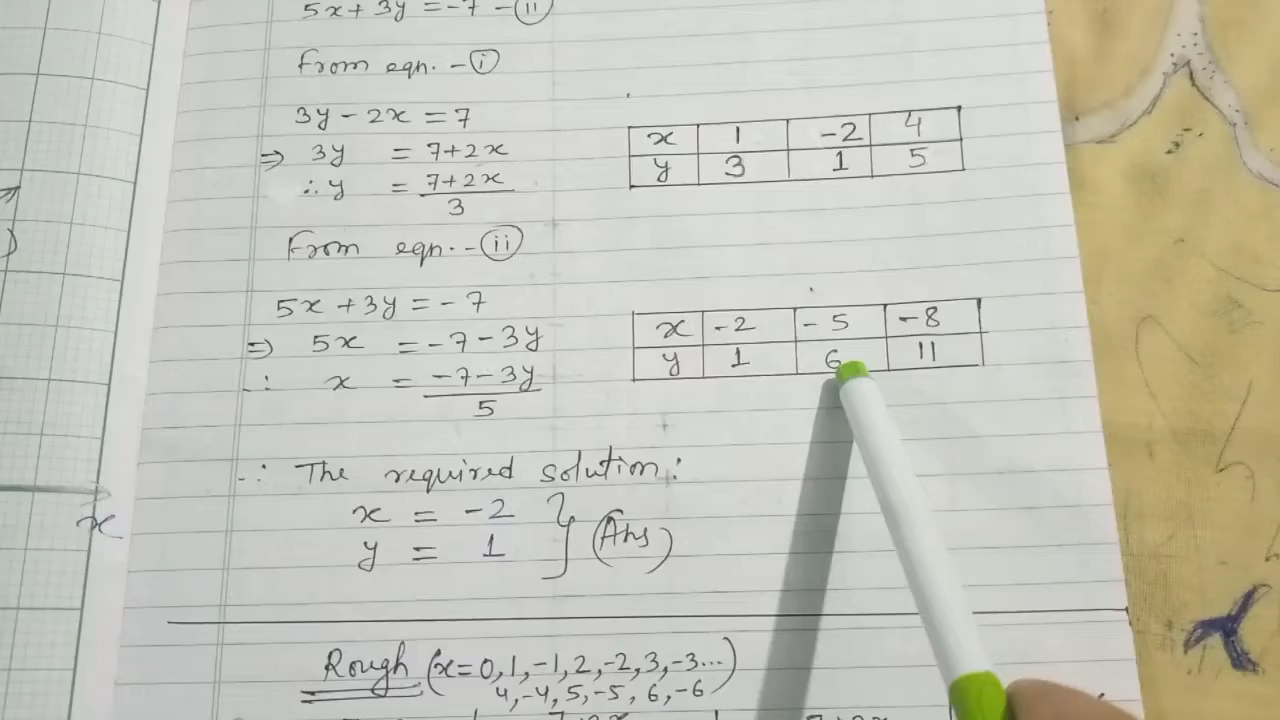 5x + 3y = -7 - (ii)
From eqn. - (i)
3y - 2x = 7
⇒ 3y = 7+2x
∴ y = 7+2x / 3
x | 1 | -2 | 4
y | 3 | 1 | 5
From eqn. - (ii)
5x + 3y = -7
⇒ 5x = -7 - 3y
∴ x = -7 - 3y / 5
x | -2 | -5 | -8
y | 1 | 6 | 11
∴ The required solution:
x = -2
y = 1 } (Ans)
x
Rough (x = 0, 1, -1, 2, -2, 3, -3...)
4, -4, 5, -5, 6, -6